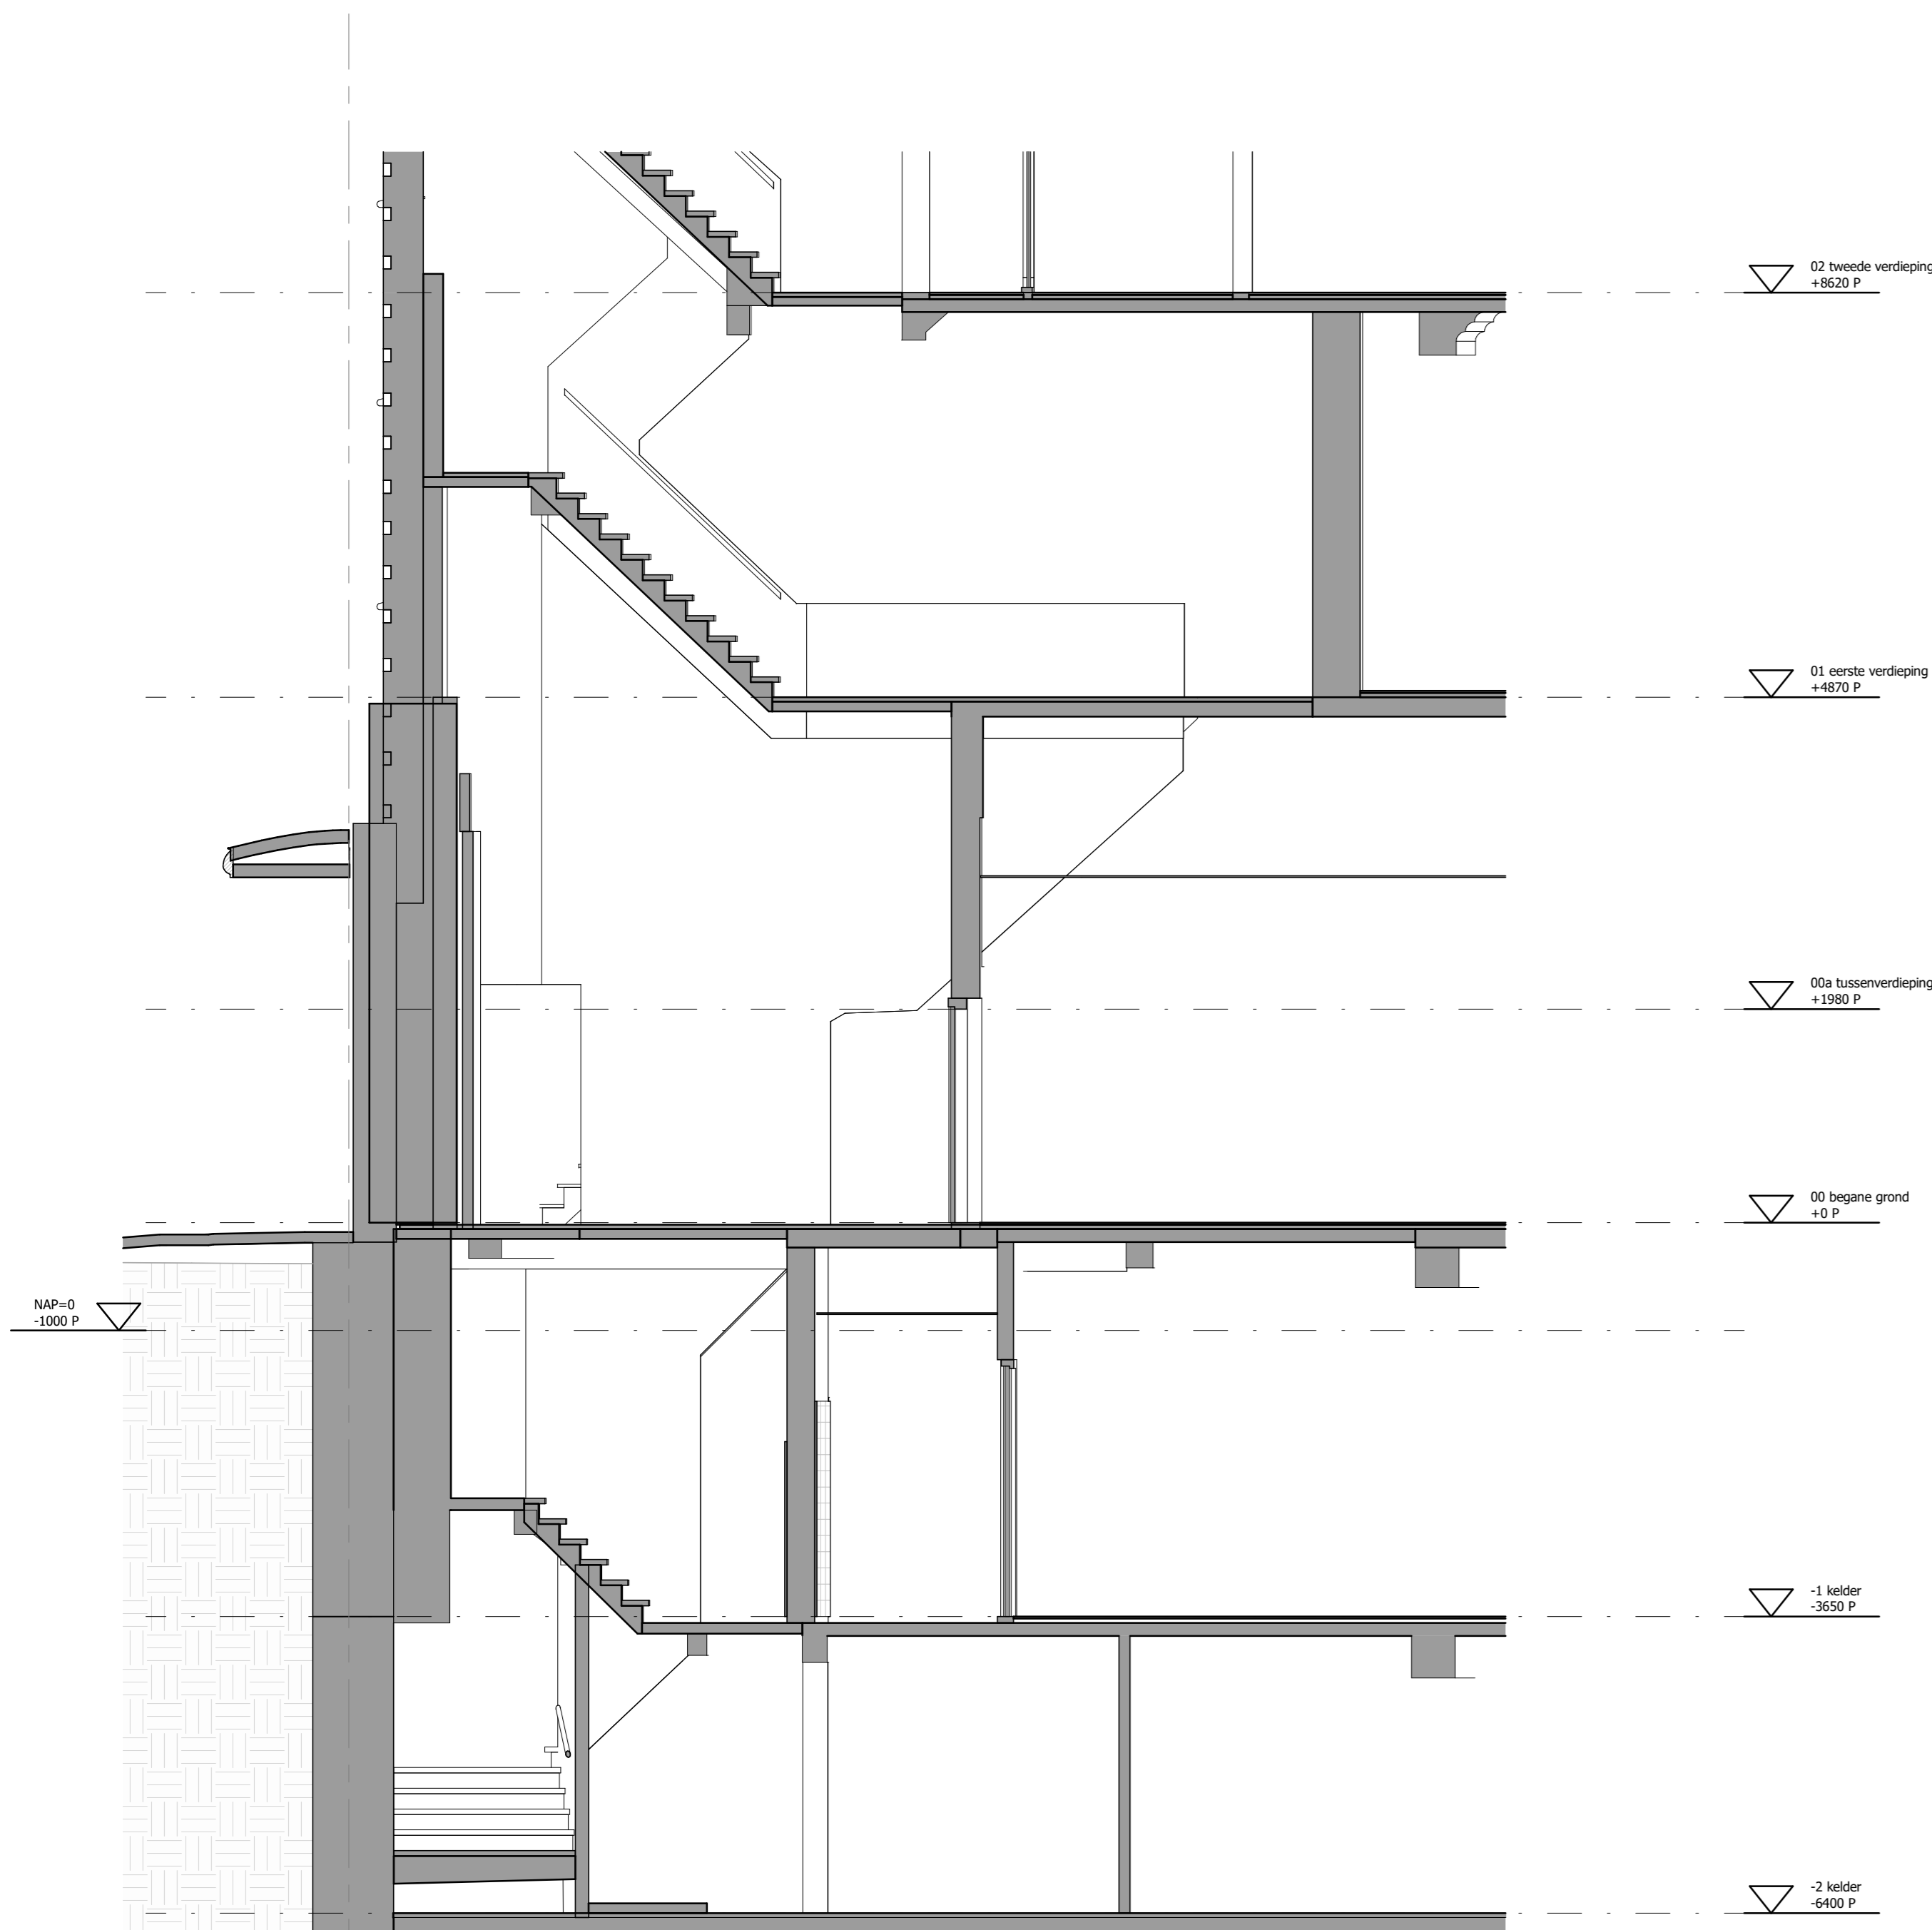 02 tweede verdieping
+8620 P
01 eerste verdieping
+4870 P
00a tussenverdieping
+1980 P
00 begane grond
+0 P
NAP=0
-1000 P
-1 kelder
-3650 P
-2 kelder
-6400 P